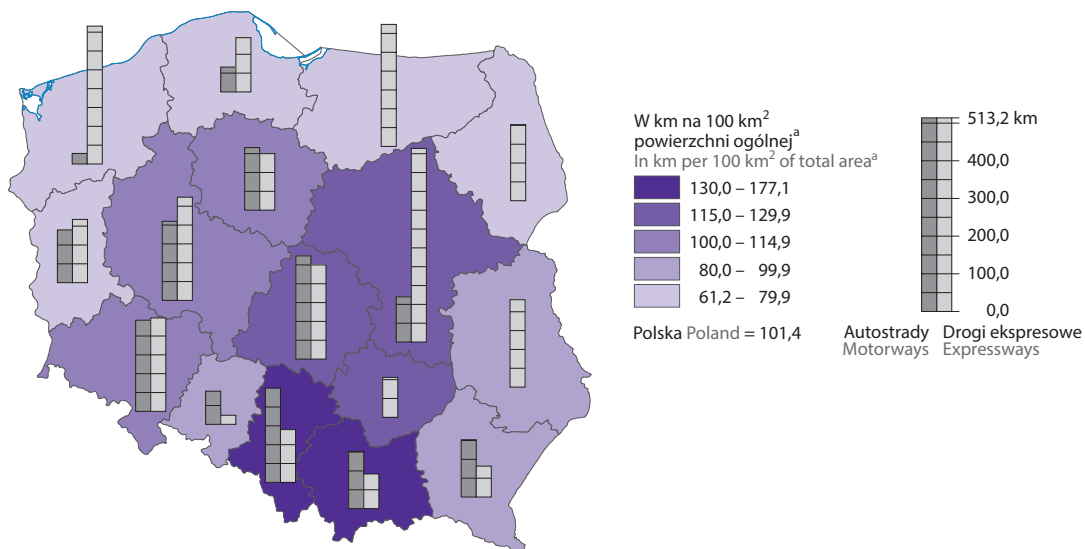 W km na 100 km²
powierzchni ogólnejᵃ
In km per 100 km² of total areaᵃ
130,0 – 177,1
115,0 – 129,9
100,0 – 114,9
80,0 – 99,9
61,2 – 79,9
Polska Poland = 101,4
513,2 km
400,0
300,0
200,0
100,0
0,0
Autostrady Drogi ekspresowe
Motorways Expressways